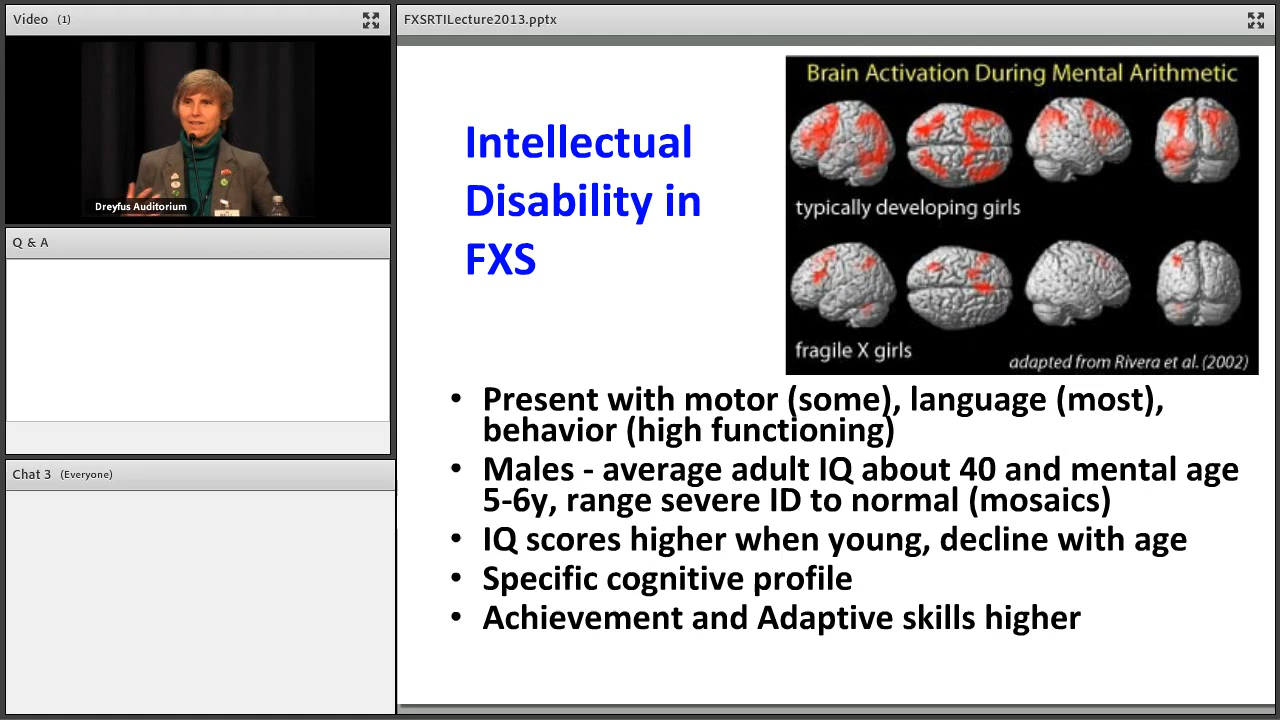 Video (1)
Dreyfus Auditorium
Q & A
Chat 3 (Everyone)
FXSRTILecture2013.pptx
Intellectual
Disability in
FXS
Brain Activation During Mental Arithmetic
typically developing girls
fragile X girls
adapted from Rivera et al. (2002)
• Present with motor (some), language (most),
behavior (high functioning)
• Males - average adult IQ about 40 and mental age
5-6y, range severe ID to normal (mosaics)
• IQ scores higher when young, decline with age
• Specific cognitive profile
• Achievement and Adaptive skills higher